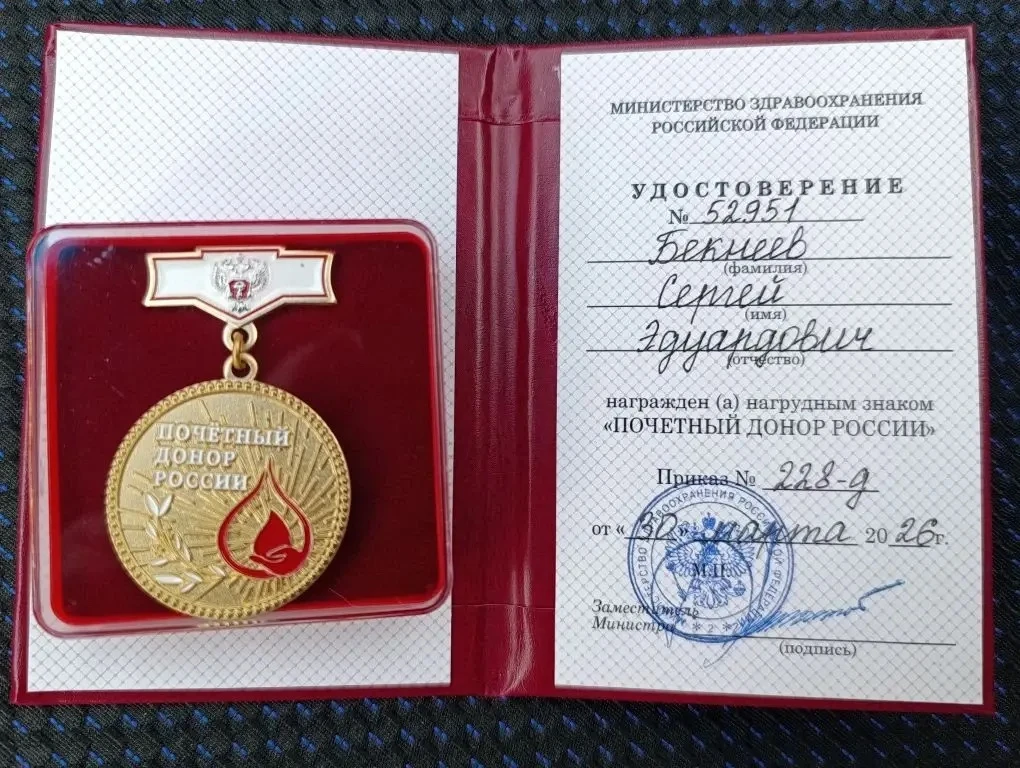 ПОЧЁТНЫЙ
ДОНОР
РОССИИ
МИНИСТЕРСТВО ЗДРАВООХРАНЕНИЯ
РОССИЙСКОЙ ФЕДЕРАЦИИ
УДОСТОВЕРЕНИЕ
№ 52951
Бекнеев
(фамилия)
Сергей
(имя)
Эдуардович
(отчество)
награжден (а) нагрудным знаком
«ПОЧЕТНЫЙ ДОНОР РОССИИ»
Приказ № 228-д
от «30» марта 2026г.
М.П.
Заместитель
Министра
(подпись)